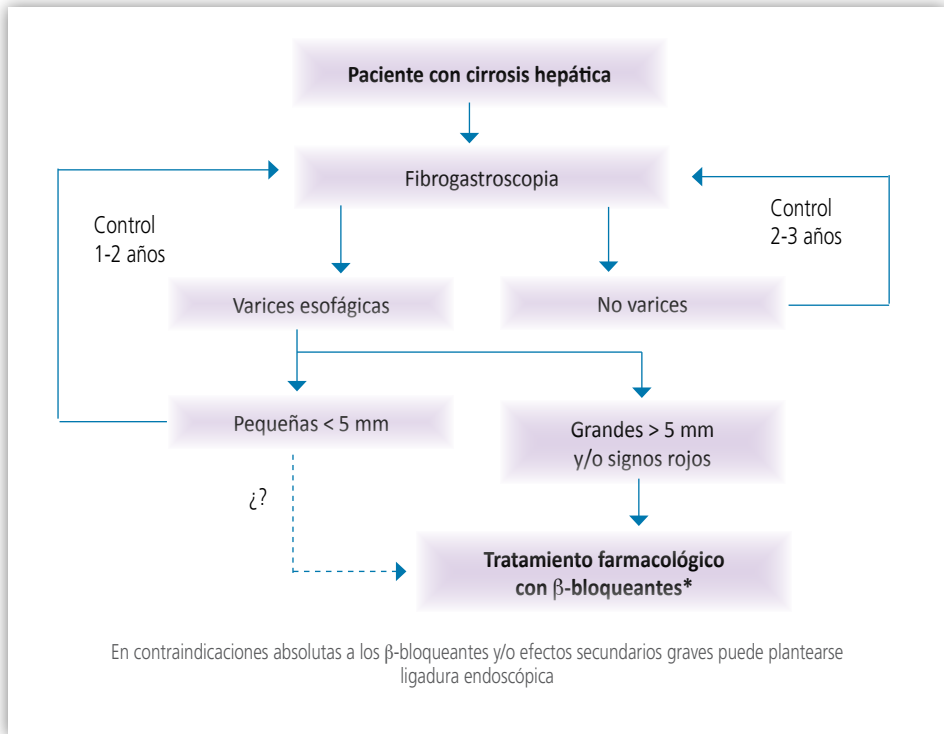 Paciente con cirrosis hepática
Fibrogastroscopia
Control
1-2 años
Control
2-3 años
Varices esofágicas
No varices
Pequeñas < 5 mm
Grandes > 5 mm
y/o signos rojos
¿?
Tratamiento farmacológico
con β-bloqueantes*
En contraindicaciones absolutas a los β-bloqueantes y/o efectos secundarios graves puede plantearse
ligadura endoscópica